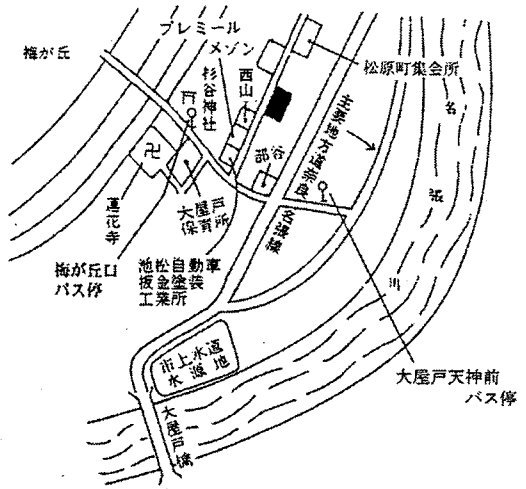 プレミール
メゾン
梅が丘
松原町集会所
杉谷神社
西山
主要地方道奈良
名張線
名張川
部谷
卍
蓮花寺
大屋戸
保育所
梅が丘口
バス停
池松自動車
板金塗装
工業所
市上水道
水源地
大屋戸橋
大屋戸天神前
バス停